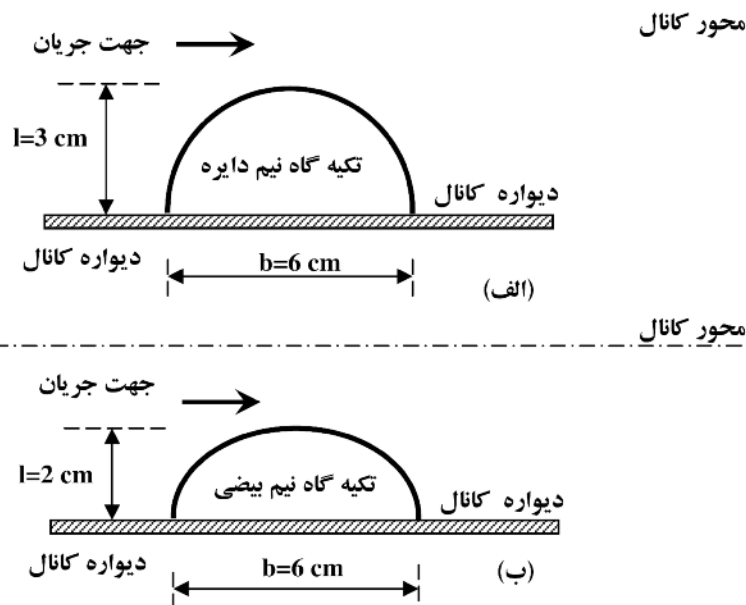 محور کانال
جهت جریان
l=3 cm
تکیه گاه نیم دایره
دیواره کانال
دیواره کانال
b=6 cm
(الف)
محور کانال
جهت جریان
l=2 cm
تکیه گاه نیم بیضی
دیواره کانال
دیواره کانال
b=6 cm
(ب)